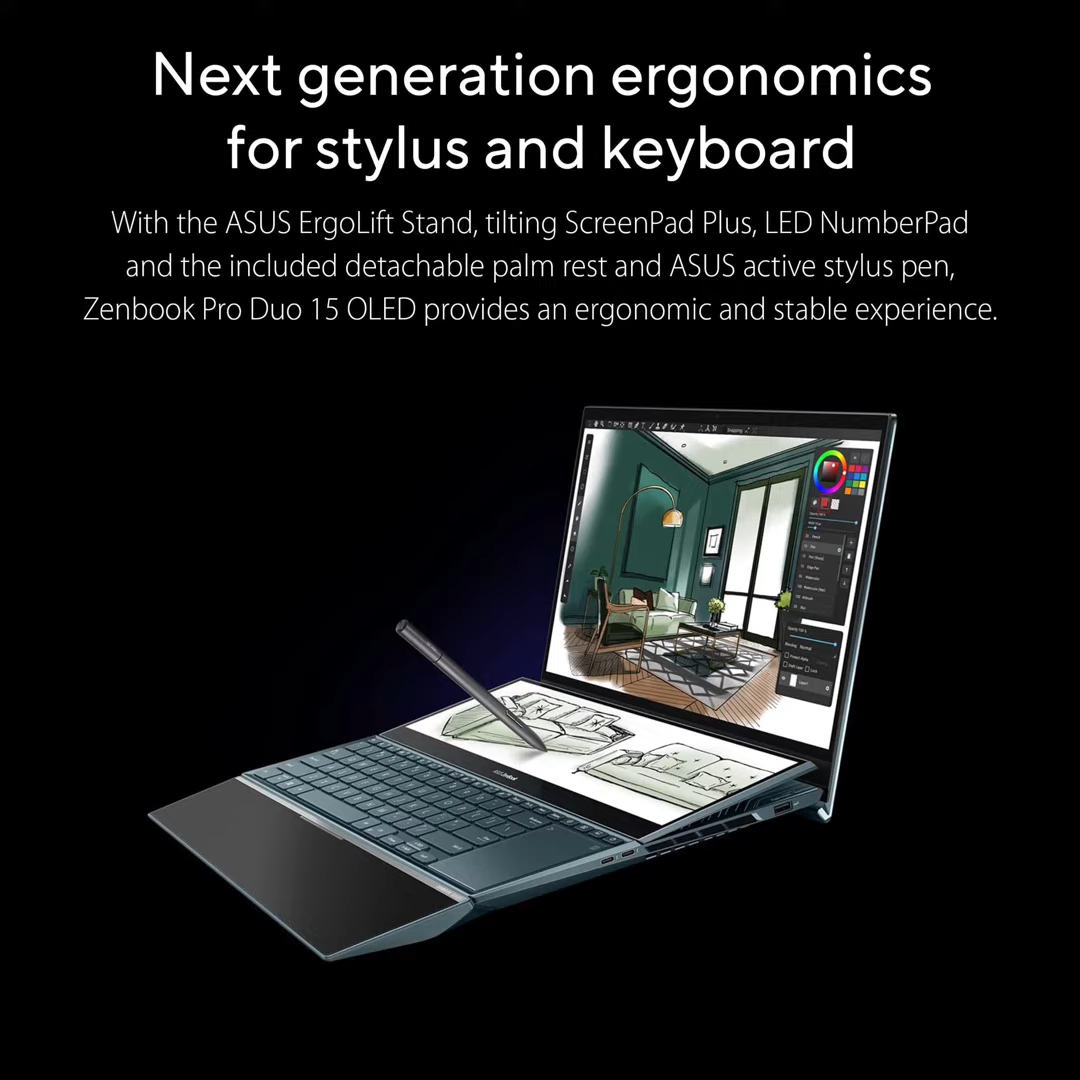 Next generation ergonomics
for stylus and keyboard
With the ASUS ErgoLift Stand, tilting ScreenPad Plus, LED NumberPad
and the included detachable palm rest and ASUS active stylus pen,
Zenbook Pro Duo 15 OLED provides an ergonomic and stable experience.
Snapping